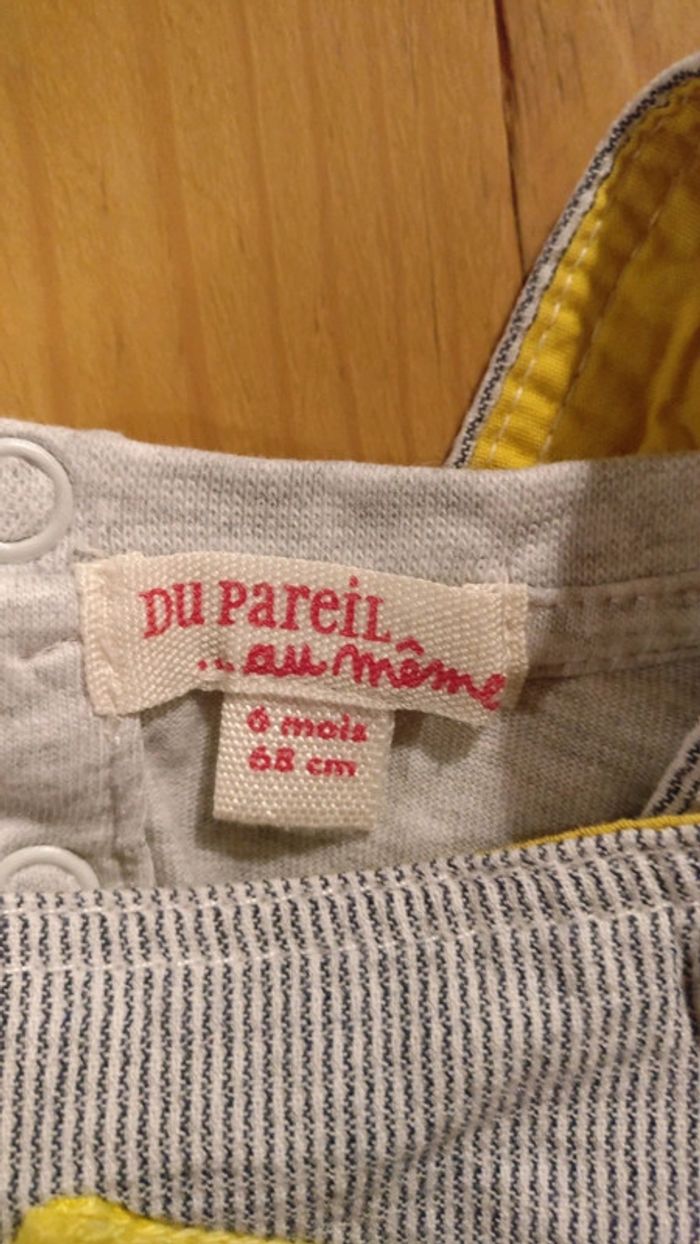 DU PAREIL
... au même
6 mois
68 cm